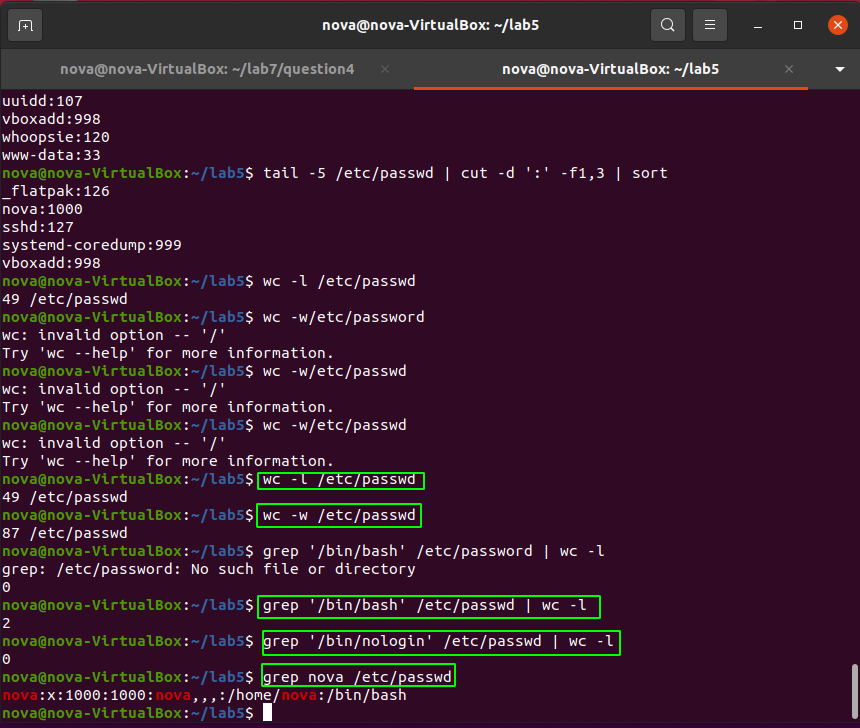 nova@nova-VirtualBox: ~/lab5
nova@nova-VirtualBox: ~/lab7/question4
nova@nova-VirtualBox: ~/lab5
uuidd:107
vboxadd:998
whoopsie:120
www-data:33
nova@nova-VirtualBox:~/lab5$ tail -5 /etc/passwd | cut -d ':' -f1,3 | sort
_flatpak:126
nova:1000
sshd:127
systemd-coredump:999
vboxadd:998
nova@nova-VirtualBox:~/lab5$ wc -l /etc/passwd
49 /etc/passwd
nova@nova-VirtualBox:~/lab5$ wc -w/etc/password
wc: invalid option -- '/'
Try 'wc --help' for more information.
nova@nova-VirtualBox:~/lab5$ wc -w/etc/passwd
wc: invalid option -- '/'
Try 'wc --help' for more information.
nova@nova-VirtualBox:~/lab5$ wc -w/etc/passwd
wc: invalid option -- '/'
Try 'wc --help' for more information.
nova@nova-VirtualBox:~/lab5$ wc -l /etc/passwd
49 /etc/passwd
nova@nova-VirtualBox:~/lab5$ wc -w /etc/passwd
87 /etc/passwd
nova@nova-VirtualBox:~/lab5$ grep '/bin/bash' /etc/password | wc -l
grep: /etc/password: No such file or directory
0
nova@nova-VirtualBox:~/lab5$ grep '/bin/bash' /etc/passwd | wc -l
2
nova@nova-VirtualBox:~/lab5$ grep '/bin/nologin' /etc/passwd | wc -l
0
nova@nova-VirtualBox:~/lab5$ grep nova /etc/passwd
nova:x:1000:1000:nova,,,:/home/nova:/bin/bash
nova@nova-VirtualBox:~/lab5$